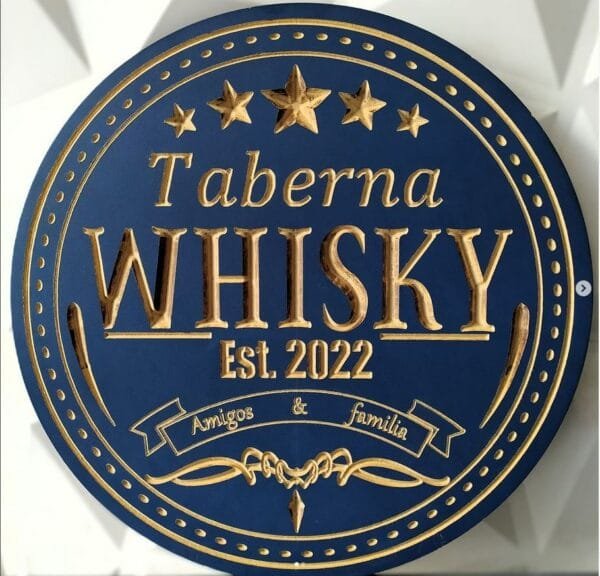 Taberna
WHISKY
Est. 2022
Amigos & familia